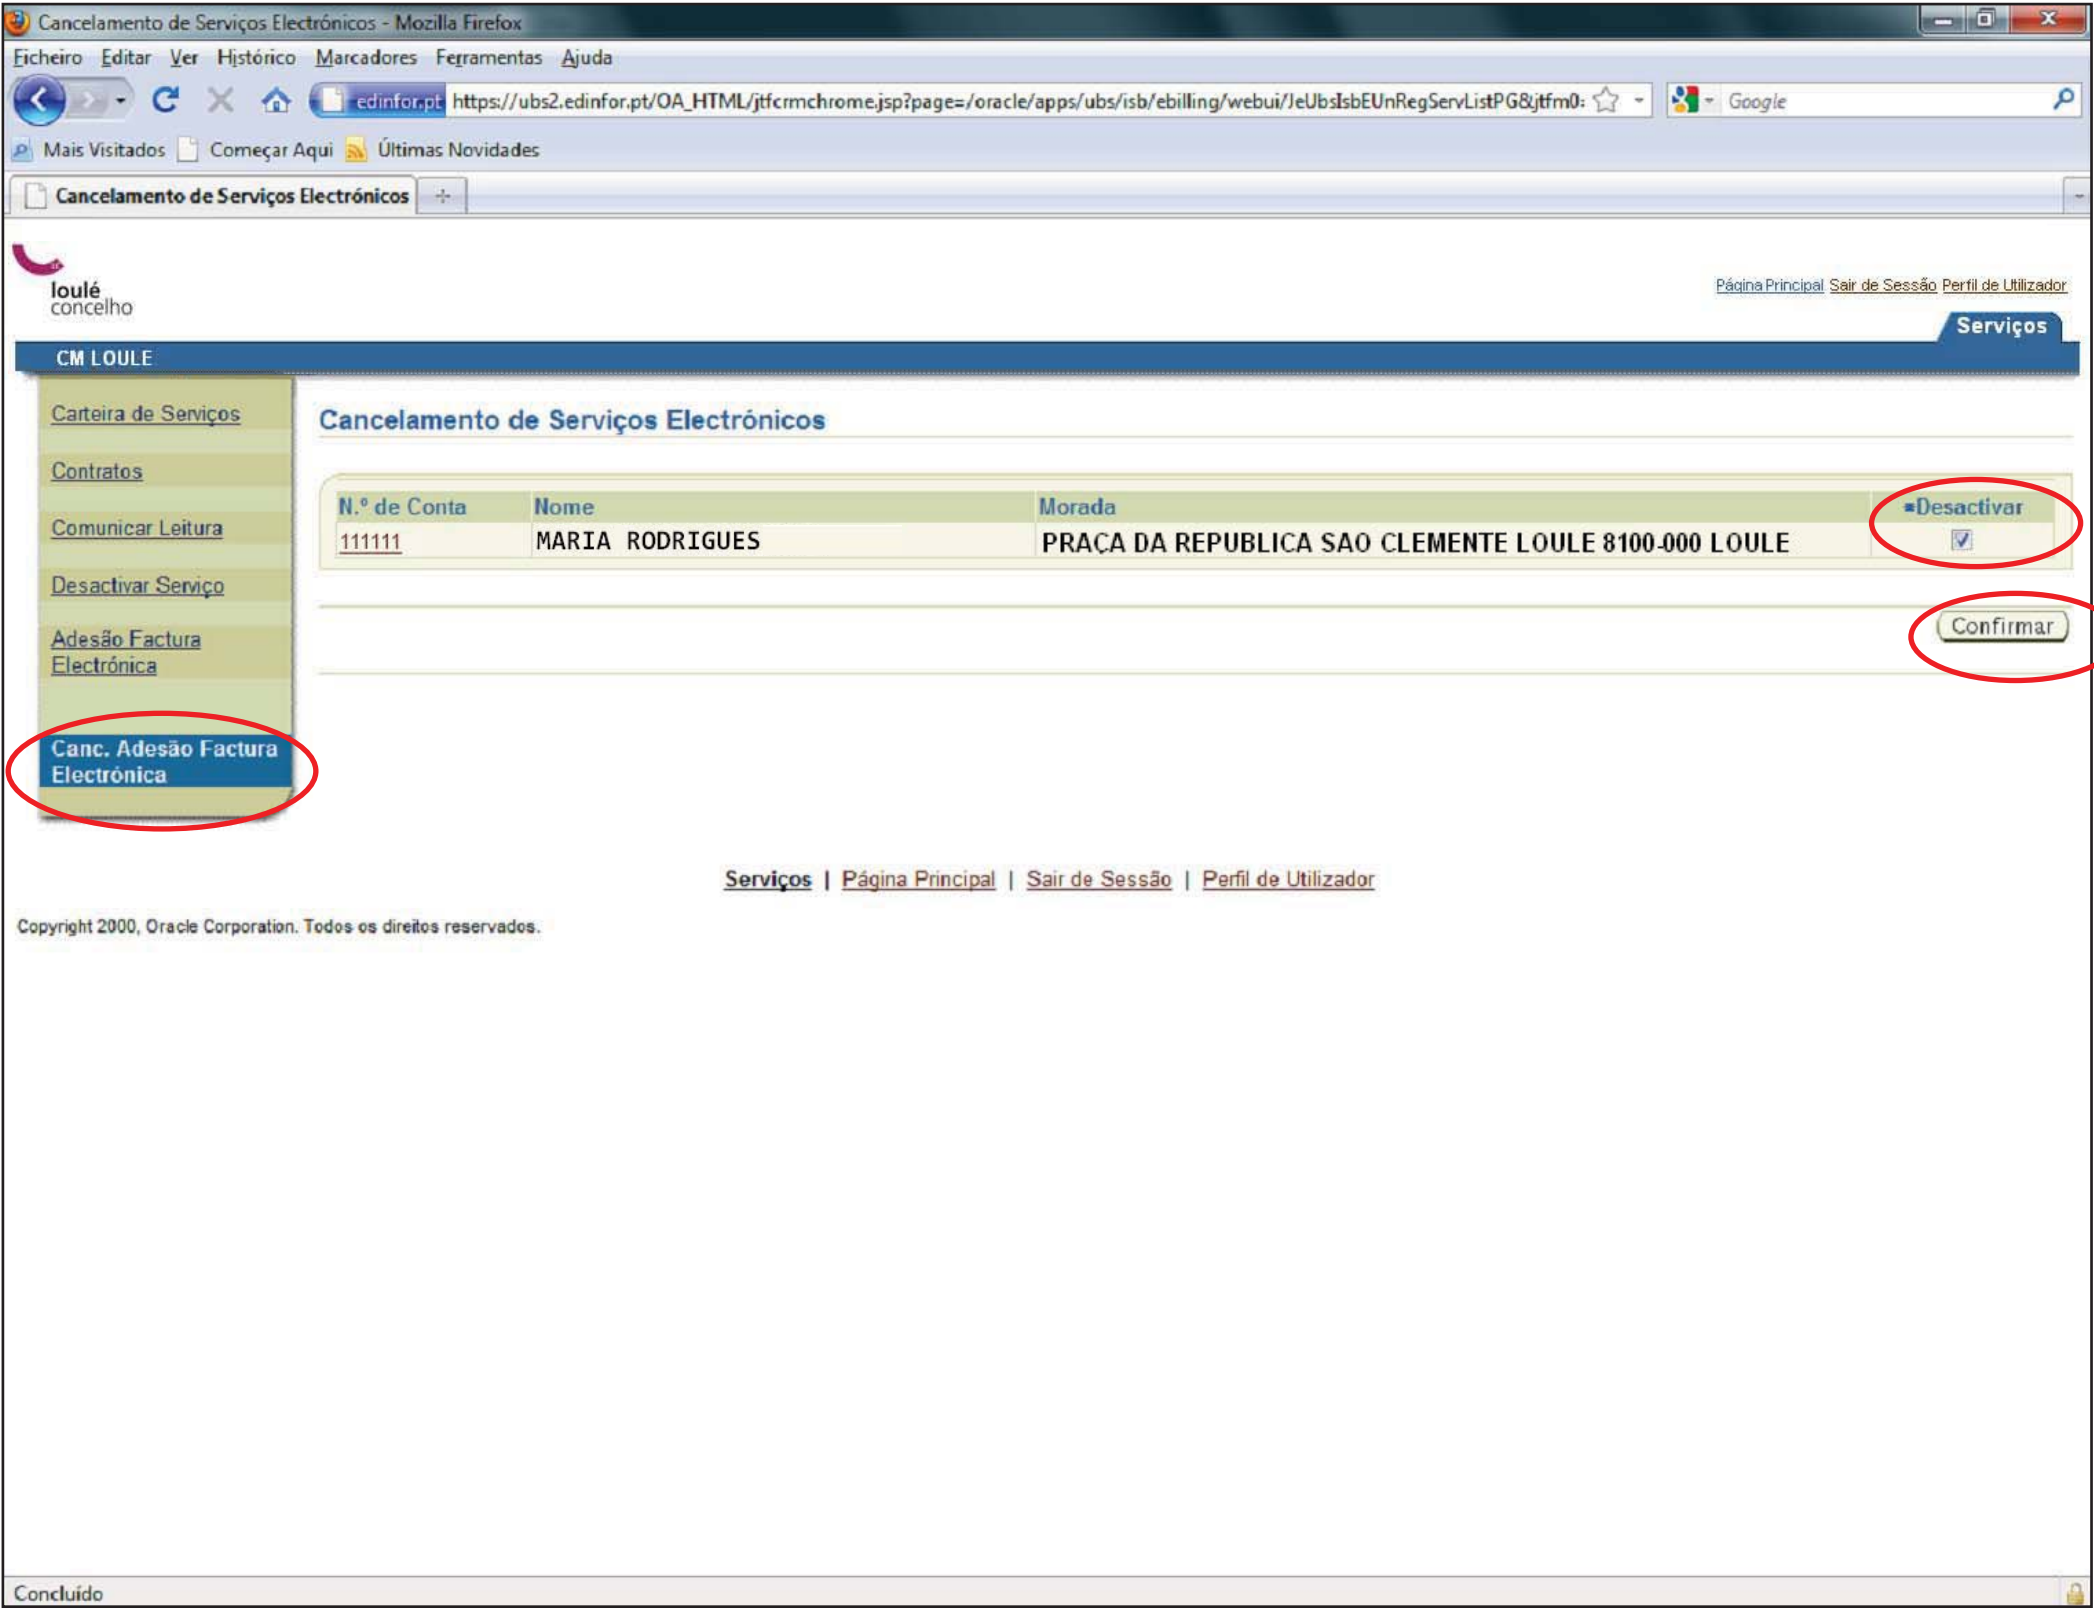 Cancelamento de Serviços Electrónicos - Mozilla Firefox
Ficheiro Editar Ver Histórico Marcadores Ferramentas Ajuda
edinfor.pt https://ubs2.edinfor.pt/OA_HTML/jtfcrmchrome.jsp?page=/oracle/apps/ubs/isb/ebilling/webui/JeUbsIsbEUnRegServListPG&jtfm0: Google
Mais Visitados Começar Aqui Últimas Novidades
Cancelamento de Serviços Electrónicos
loulé
concelho
Página Principal Sair de Sessão Perfil de Utilizador
Serviços
CM LOULE
Carteira de Serviços
Contratos
Comunicar Leitura
Desactivar Serviço
Adesão Factura
Electrónica
Canc. Adesão Factura
Electrónica
Cancelamento de Serviços Electrónicos
N.º de Conta Nome Morada Desactivar
111111 MARIA RODRIGUES PRAÇA DA REPUBLICA SAO CLEMENTE LOULE 8100-000 LOULE
Confirmar
Serviços | Página Principal | Sair de Sessão | Perfil de Utilizador
Copyright 2000, Oracle Corporation. Todos os direitos reservados.
Concluído